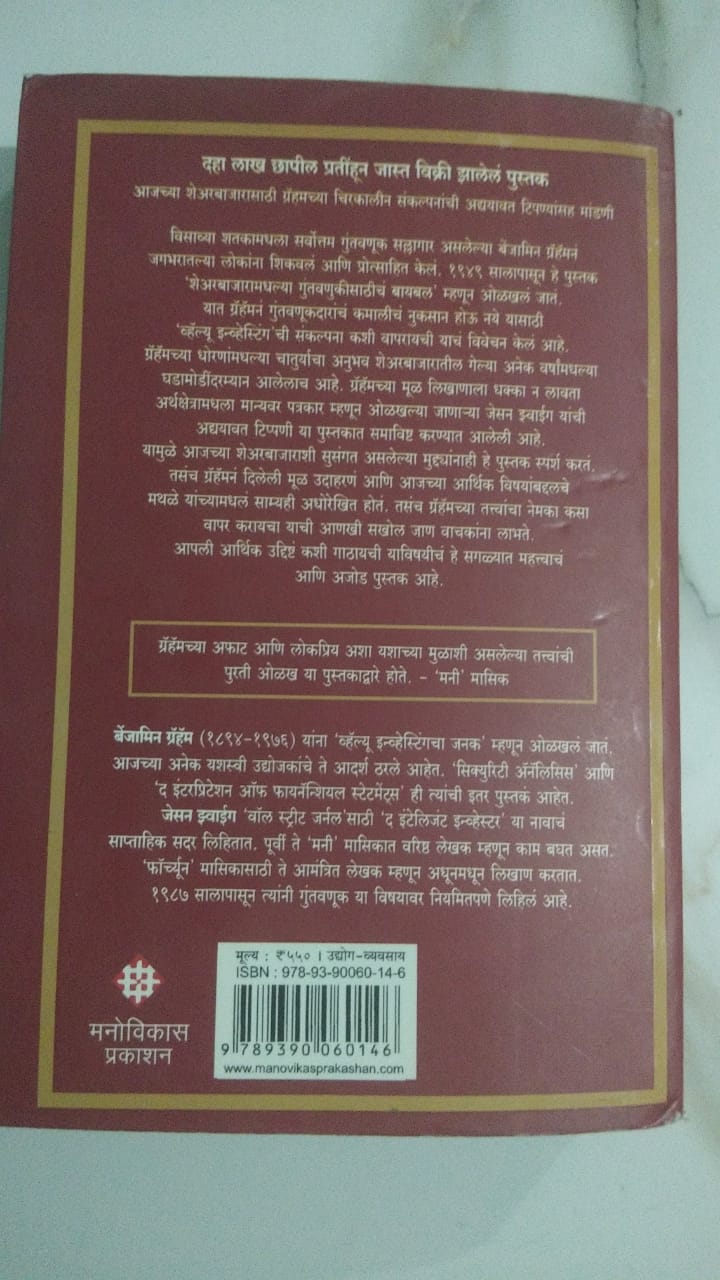 दहा लाख छापील प्रतींहून जास्त विक्री झालेलं पुस्तक
आजच्या शेअरबाजारासाठी ग्रॅहॅमच्या चिरकालीन संकल्पनांची अद्ययावत टिपण्यांसह मांडणी
विसाव्या शतकामधला सर्वोत्तम गुंतवणूक सल्लागार असलेल्या बेंजामिन ग्रॅहॅमनं
जगभरातल्या लोकांना शिकवलं आणि प्रोत्साहित केलं. १९४९ सालापासून हे पुस्तक
'शेअरबाजारामधल्या गुंतवणुकीसाठीचं बायबल' म्हणून ओळखलं जातं.
यात ग्रॅहॅमनं गुंतवणूकदारांचं कमालीचं नुकसान होऊ नये यासाठी
'व्हॅल्यू इन्व्हेस्टिंग'ची संकल्पना कशी वापरायची याचं विवेचन केलं आहे.
ग्रॅहॅमच्या धोरणांमधल्या चातुर्याचा अनुभव शेअरबाजारातील गेल्या अनेक वर्षांमधल्या
घडामोडींदरम्यान आलेलाच आहे. ग्रॅहॅमच्या मूळ लिखाणाला धक्का न लावता
अर्थक्षेत्रामधला मान्यवर पत्रकार म्हणून ओळखल्या जाणाऱ्या जेसन झ्वाईग यांची
अद्ययावत टिप्पणी या पुस्तकात समाविष्ट करण्यात आलेली आहे.
यामुळे आजच्या शेअरबाजाराशी सुसंगत असलेल्या मुद्द्यांनाही हे पुस्तक स्पर्श करतं.
तसंच ग्रॅहॅमनं दिलेली मूळ उदाहरणं आणि आजच्या आर्थिक विषयांबद्दलचे
मथळे यांच्यामधलं साम्यही अधोरेखित होतं. तसंच ग्रॅहॅमच्या तत्त्वांचा नेमका कसा
वापर करायचा याची आणखी सखोल जाण वाचकांना लाभते.
आपली आर्थिक उद्दिष्टं कशी गाठायची याविषयीचं हे सगळ्यात महत्त्वाचं
आणि अजोड पुस्तक आहे.
ग्रॅहॅमच्या अफाट आणि लोकप्रिय अशा यशाच्या मुळाशी असलेल्या तत्त्वांची
पुरती ओळख या पुस्तकाद्वारे होते. – 'मनी' मासिक
बेंजामिन ग्रॅहॅम (१८९४-१९७६) यांना 'व्हॅल्यू इन्व्हेस्टिंगचा जनक' म्हणून ओळखलं जातं.
आजच्या अनेक यशस्वी उद्योजकांचे ते आदर्श ठरले आहेत. 'सिक्युरिटी अ‍ॅनॅलिसिस' आणि
'द इंटरप्रिटेशन ऑफ फायनॅन्शियल स्टेटमेंट्स' ही त्यांची इतर पुस्तकं आहेत.
जेसन झ्वाईग 'वॉल स्ट्रीट जर्नल'साठी 'द इंटेलिजंट इन्व्हेस्टर' या नावाचं
साप्ताहिक सदर लिहितात. पूर्वी ते 'मनी' मासिकात वरिष्ठ लेखक म्हणून काम बघत असत.
'फॉर्च्यून' मासिकासाठी ते आमंत्रित लेखक म्हणून अधूनमधून लिखाण करतात.
१९८७ सालापासून त्यांनी गुंतवणूक या विषयावर नियमितपणे लिहिलं आहे.
मनोविकास
प्रकाशन
मूल्य : ₹५५० । उद्योग-व्यवसाय
ISBN : 978-93-90060-14-6
9 789390 060146
www.manovikasprakashan.com